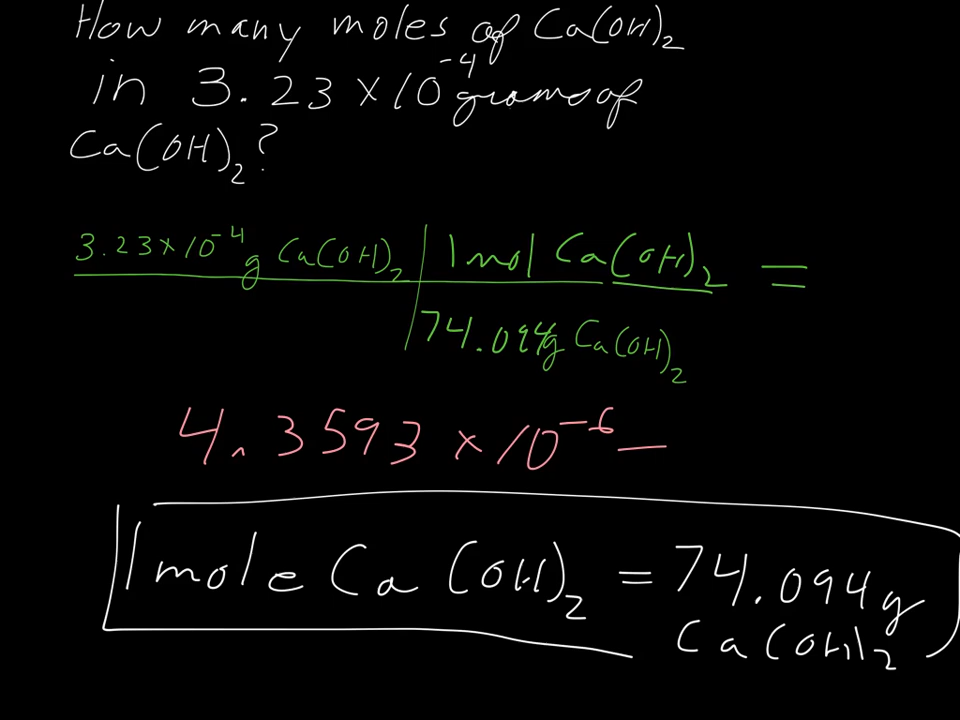 How many moles of Ca(OH)₂
in 3.23 × 10⁻⁴ grams of
Ca(OH)₂?
3.23 × 10⁻⁴ g Ca(OH)₂ | 1 mol Ca(OH)₂ =
74.094g Ca(OH)₂
4.3593 × 10⁻⁶ –
1 mole Ca(OH)₂ = 74.094g
Ca(OH)₂